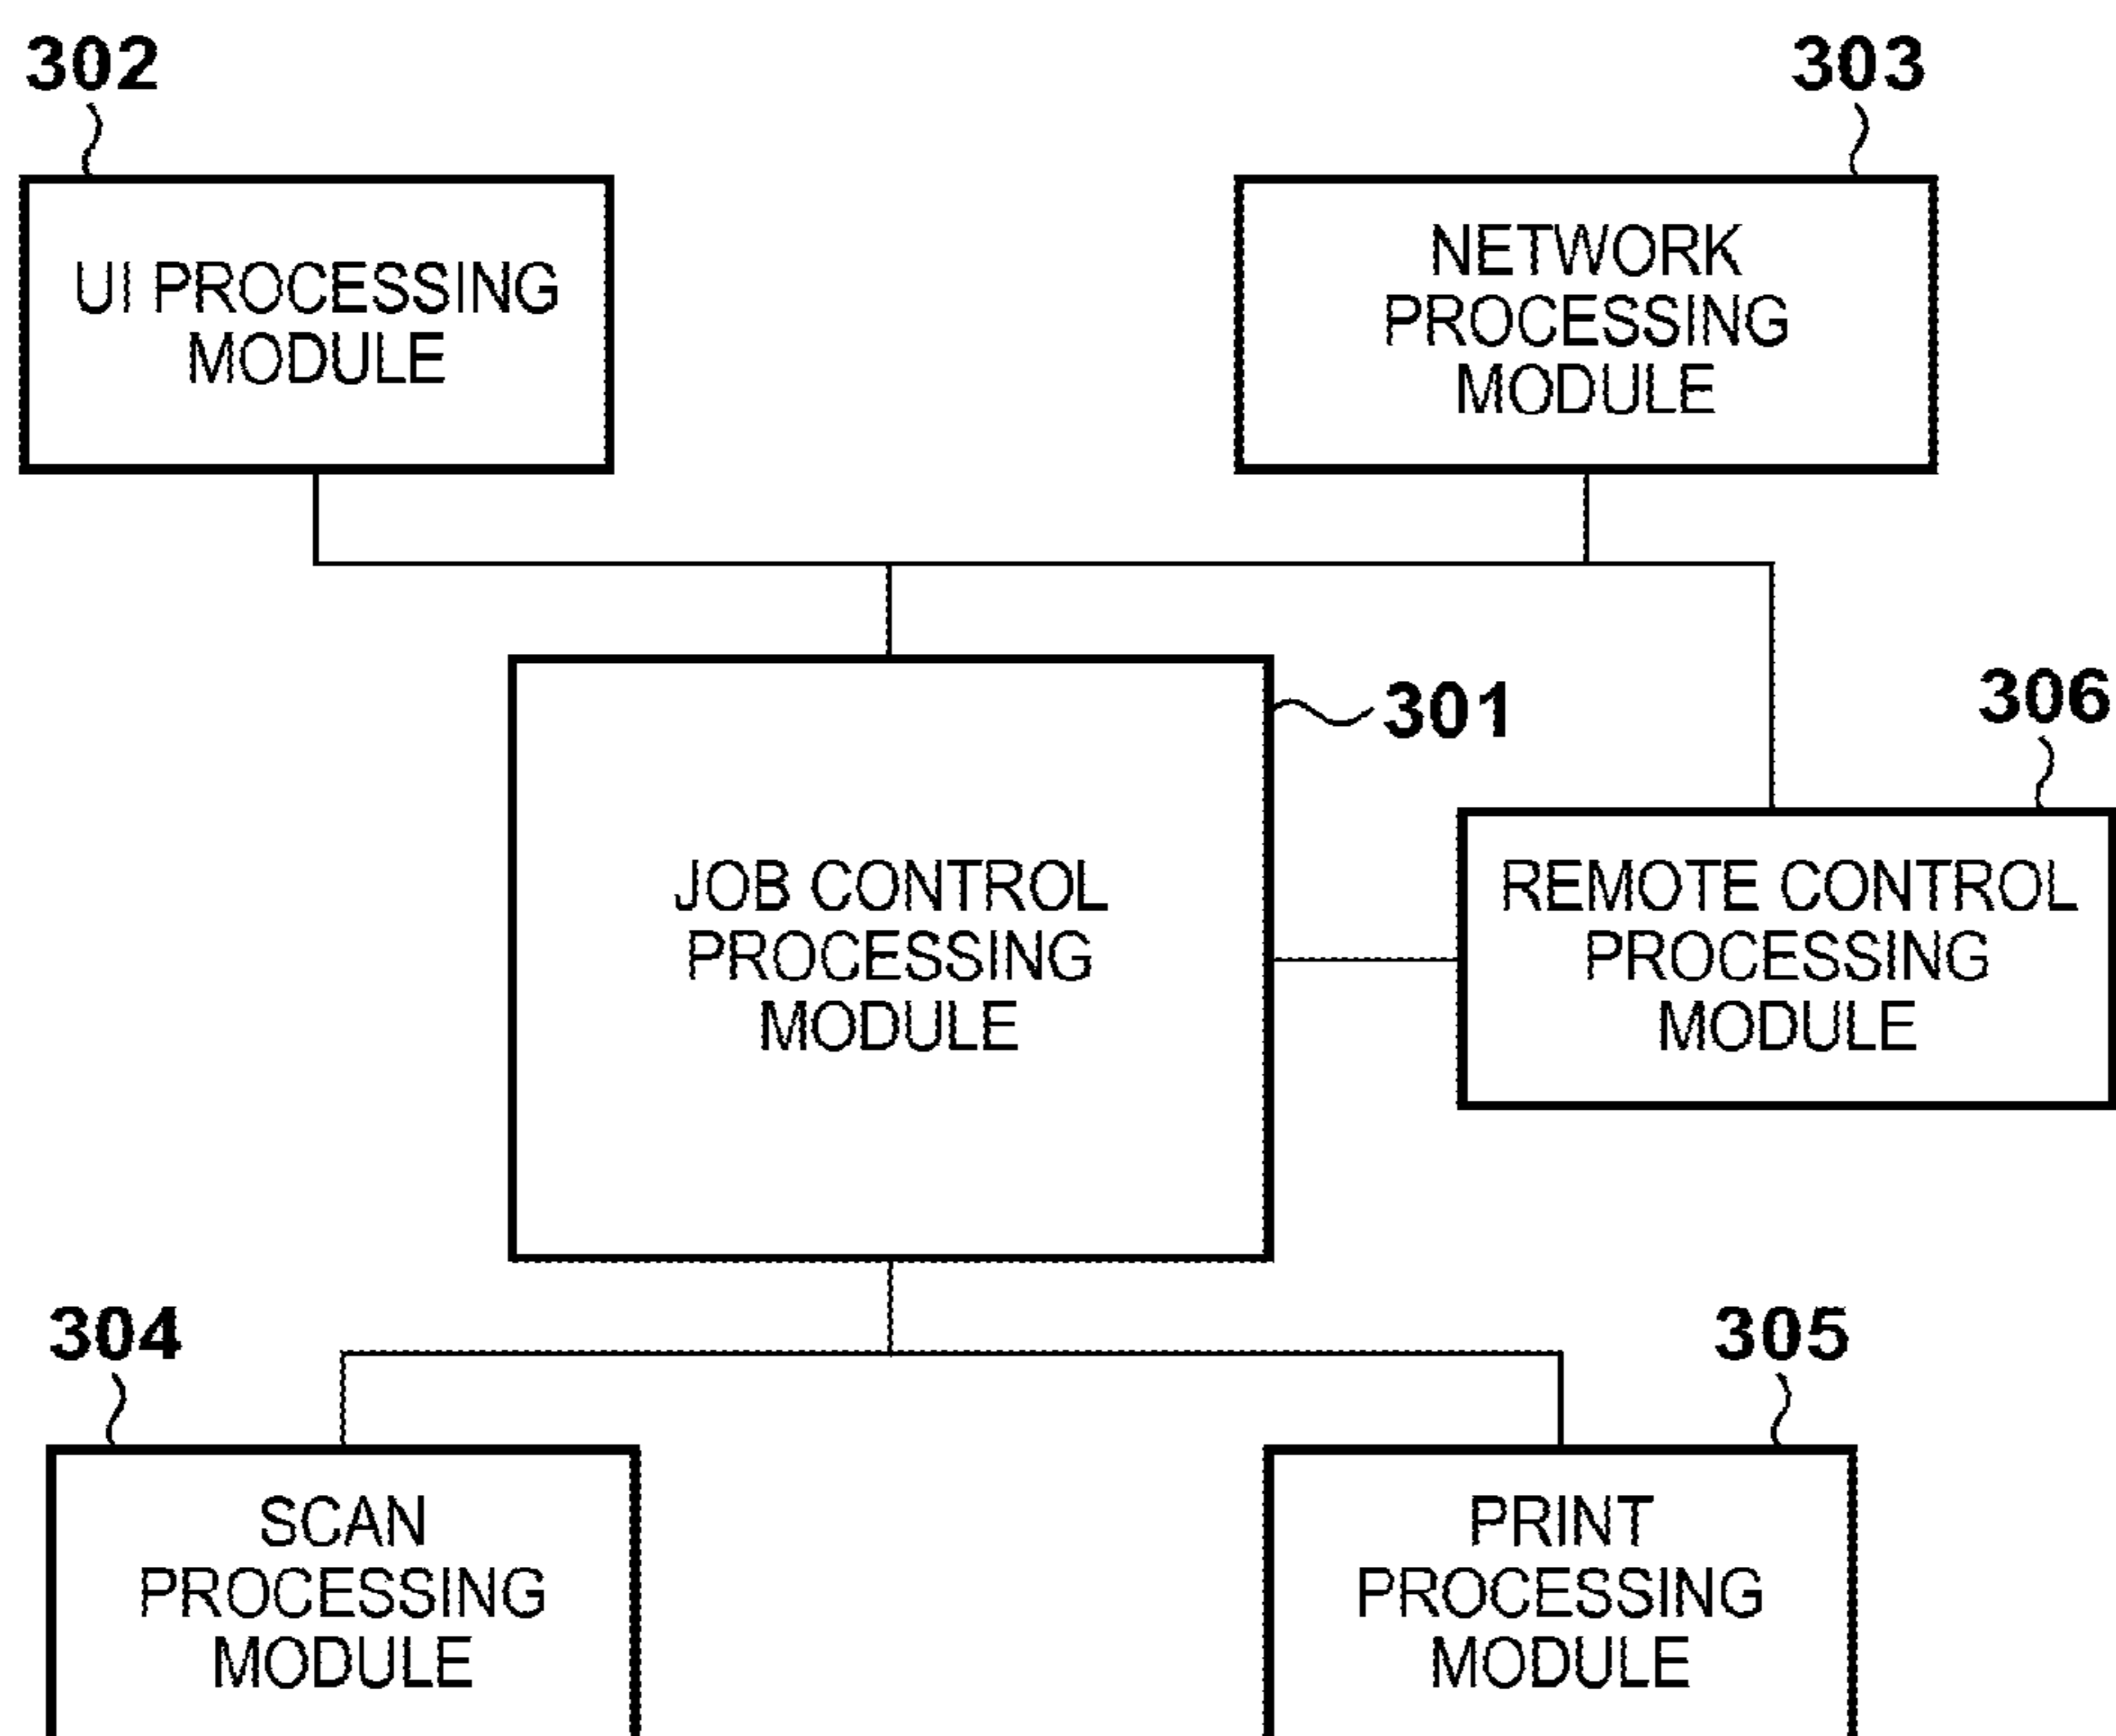 302
303
UI PROCESSING
MODULE
NETWORK
PROCESSING
MODULE
301
306
JOB CONTROL
PROCESSING
MODULE
REMOTE CONTROL
PROCESSING
MODULE
304
305
SCAN
PROCESSING
MODULE
PRINT
PROCESSING
MODULE